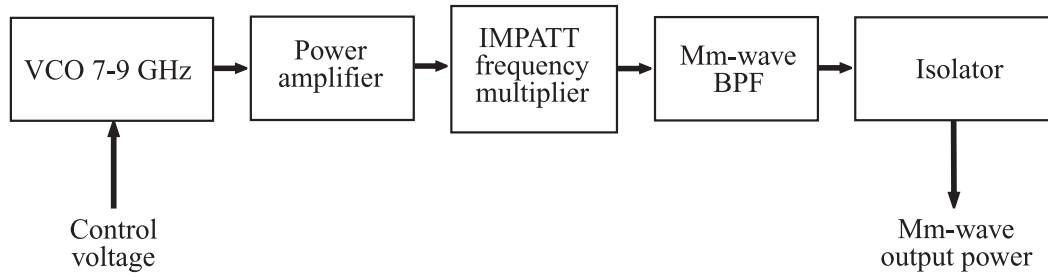 VCO 7-9 GHz
Power
amplifier
IMPATT
frequency
multiplier
Mm-wave
BPF
Isolator
Control
voltage
Mm-wave
output power